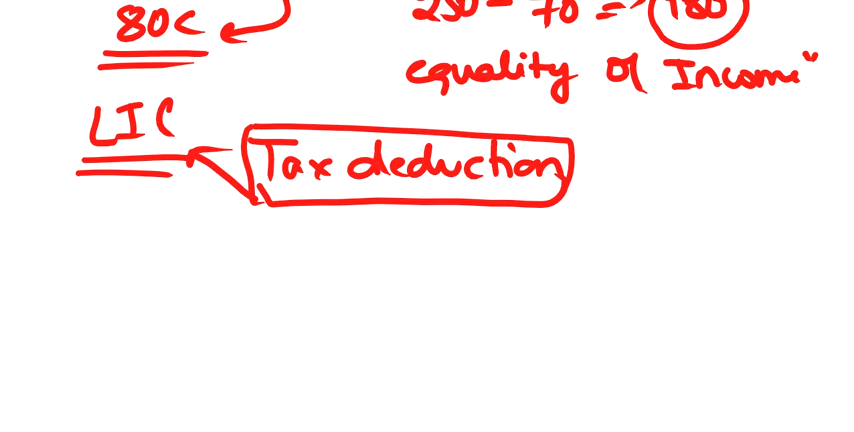 80C
250 - 70 = 180
equality of Income"
LIC
Tax deduction